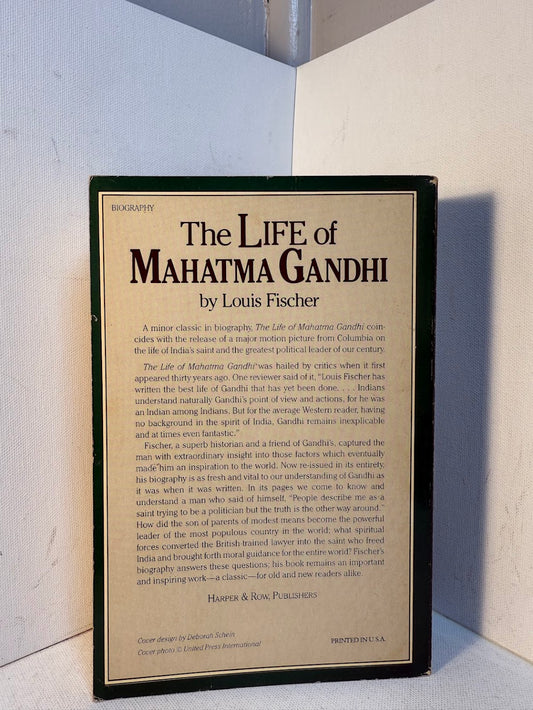 BIOGRAPHY
The LIFE of
MAHATMA GANDHI
by Louis Fischer
A minor classic in biography, The Life of Mahatma Gandhi coin-
cides with the release of a major motion picture from Columbia on
the life of India's saint and the greatest political leader of our century.
The Life of Mahatma Gandhi was hailed by critics when it first
appeared thirty years ago. One reviewer said of it, "Louis Fischer has
written the best life of Gandhi that has yet been done. . . . Indians
understand naturally Gandhi's point of view and actions, for he was
an Indian among Indians. But for the average Western reader, having
no background in the spirit of India, Gandhi remains inexplicable
and at times even fantastic."
Fischer, a superb historian and a friend of Gandhi's, captured the
man with extraordinary insight into those factors which eventually
made him an inspiration to the world. Now re-issued in its entirety,
his biography is as fresh and vital to our understanding of Gandhi as
it was when it was written. In its pages we come to know and
understand a man who said of himself, "People describe me as a
saint trying to be a politician but the truth is the other way around."
How did the son of parents of modest means become the powerful
leader of the most populous country in the world; what spiritual
forces converted the British-trained lawyer into the saint who freed
India and brought forth moral guidance for the entire world? Fischer's
biography answers these questions; his book remains an important
and inspiring work—a classic—for old and new readers alike.
HARPER & ROW, PUBLISHERS
Cover design by Deborah Schein
Cover photo © United Press International
PRINTED IN U.S.A.